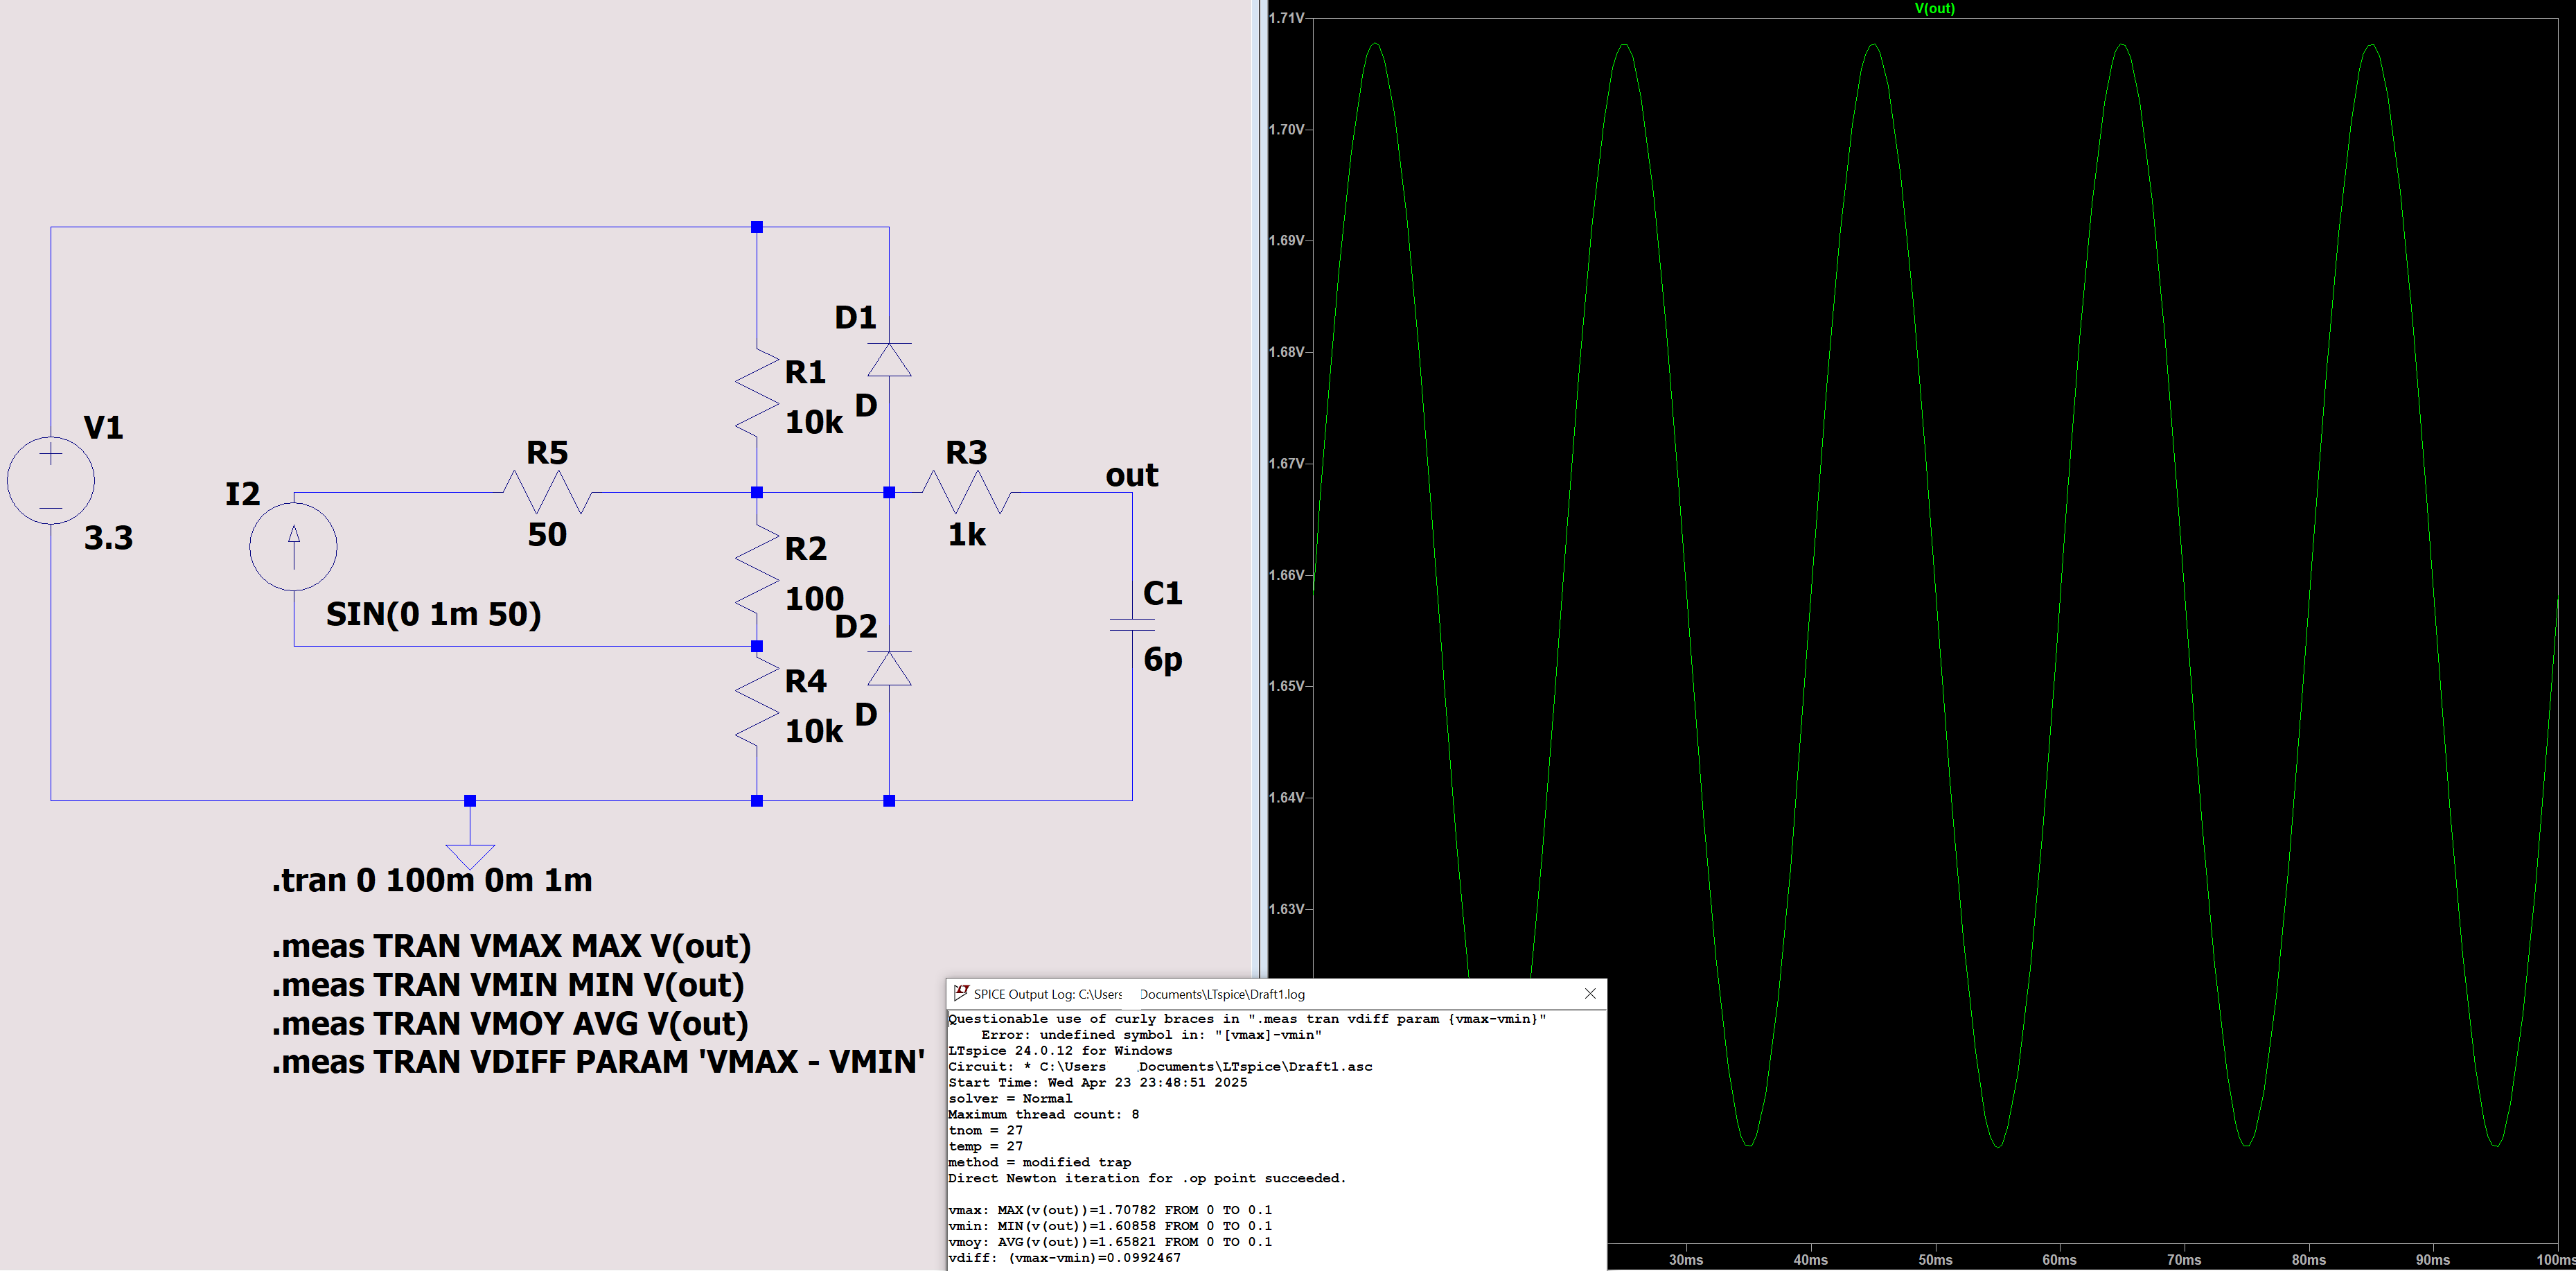 V1
3.3
I2
SIN(0 1m 50)
R5
50
R1
10k
D1
D
R3
1k
out
R2
100
D2
D
R4
10k
C1
6p
.tran 0 100m 0m 1m
.meas TRAN VMAX MAX V(out)
.meas TRAN VMIN MIN V(out)
.meas TRAN VMOY AVG V(out)
.meas TRAN VDIFF PARAM 'VMAX - VMIN'
V(out)
1.71V
1.70V
1.69V
1.68V
1.67V
1.66V
1.65V
1.64V
1.63V
30ms
40ms
50ms
60ms
70ms
80ms
90ms
100ms
SPICE Output Log: C:\Users Documents\LTspice\Draft1.log
Questionable use of curly braces in ".meas tran vdiff param {vmax-vmin}"
Error: undefined symbol in: "[vmax]-vmin"
LTspice 24.0.12 for Windows
Circuit: * C:\Users Documents\LTspice\Draft1.asc
Start Time: Wed Apr 23 23:48:51 2025
solver = Normal
Maximum thread count: 8
tnom = 27
temp = 27
method = modified trap
Direct Newton iteration for .op point succeeded.
vmax: MAX(v(out))=1.70782 FROM 0 TO 0.1
vmin: MIN(v(out))=1.60858 FROM 0 TO 0.1
vmoy: AVG(v(out))=1.65821 FROM 0 TO 0.1
vdiff: (vmax-vmin)=0.0992467